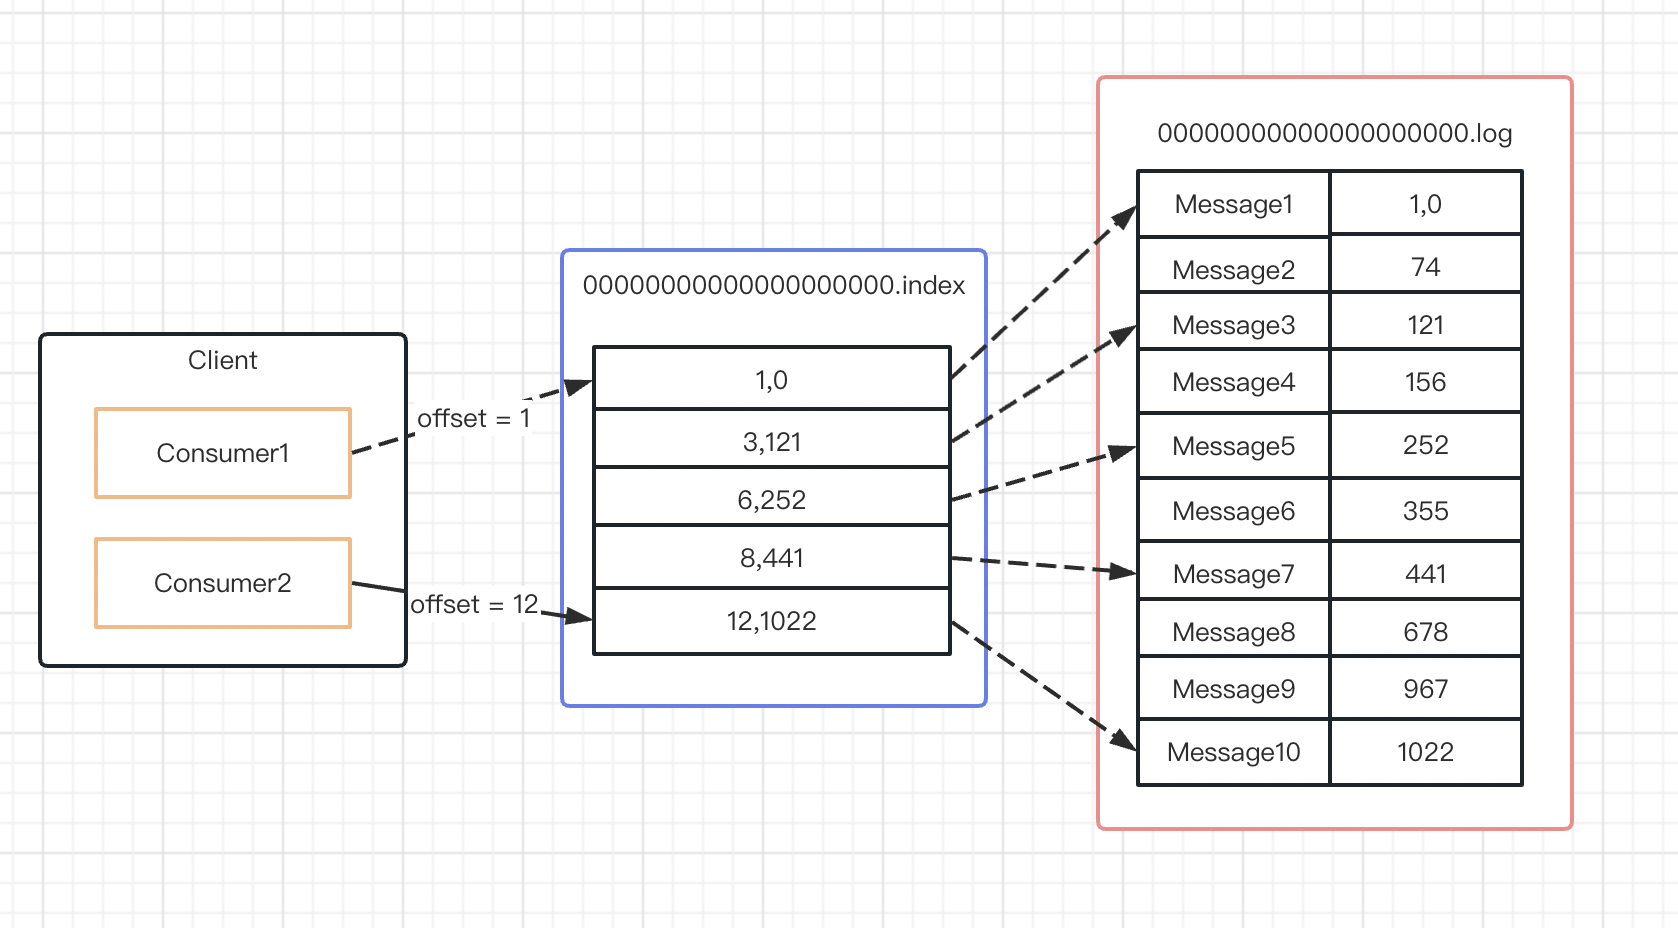 Client
Consumer1
Consumer2
offset = 1
offset = 12
00000000000000000000.index
1,0
3,121
6,252
8,441
12,1022
00000000000000000000.log
Message1 1,0
Message2 74
Message3 121
Message4 156
Message5 252
Message6 355
Message7 441
Message8 678
Message9 967
Message10 1022